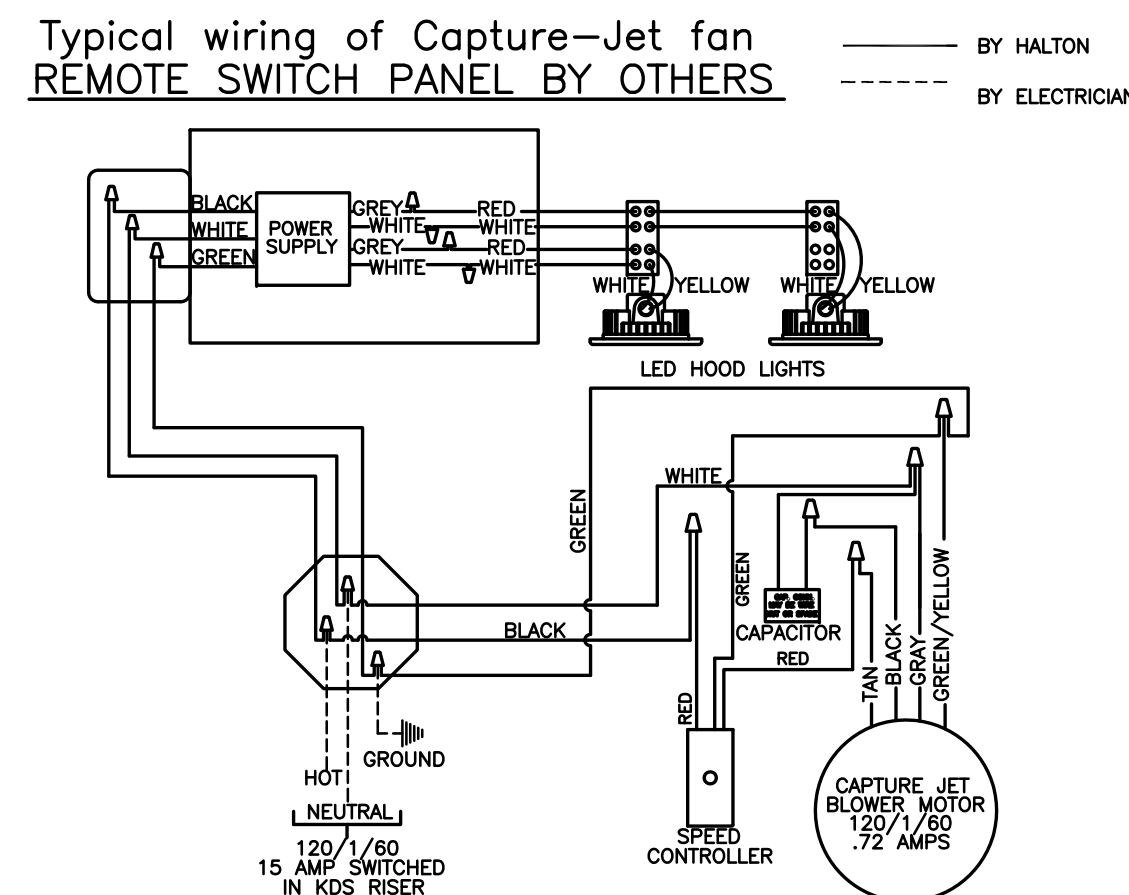 Typical wiring of Capture-Jet fan
REMOTE SWITCH PANEL BY OTHERS
BY HALTON
BY ELECTRICIAN
BLACK
WHITE
GREEN
POWER
SUPPLY
GREY
RED
WHITE
WHITE
GREY
RED
WHITE
WHITE
WHITE
YELLOW
WHITE
YELLOW
LED HOOD LIGHTS
WHITE
GREEN
GREEN
BLACK
CAPACITOR
RED
RED
TAN
BLACK
GRAY
GREEN/YELLOW
GROUND
HOT
NEUTRAL
120/1/60
15 AMP SWITCHED
IN KDS RISER
SPEED
CONTROLLER
CAPTURE JET
BLOWER MOTOR
120/1/60
.72 AMPS